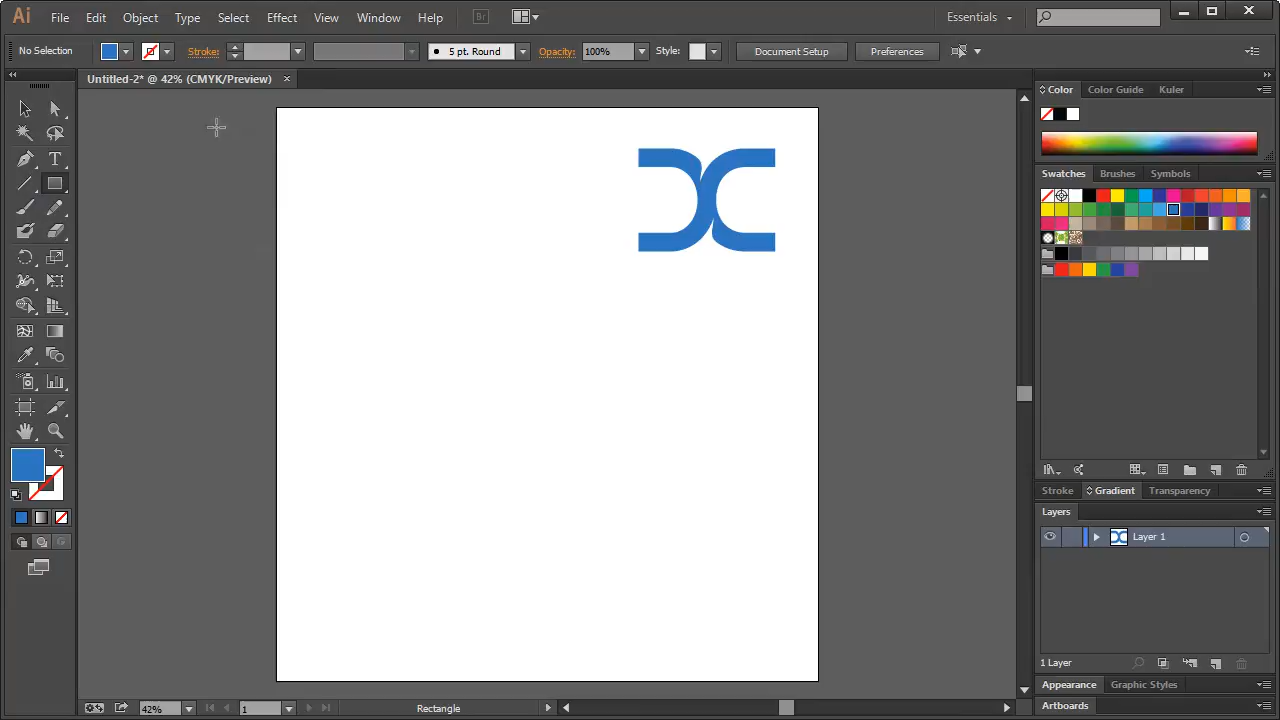 Ai File Edit Object Type Select Effect View Window Help Br Essentials
No Selection Stroke: 5 pt. Round Opacity: 100% Style: Document Setup Preferences
Untitled-2* @ 42% (CMYK/Preview) ×
Color Color Guide Kuler
Swatches Brushes Symbols
Stroke Gradient Transparency
Layers
Layer 1
1 Layer
Appearance Graphic Styles
Artboards
42% 1 Rectangle